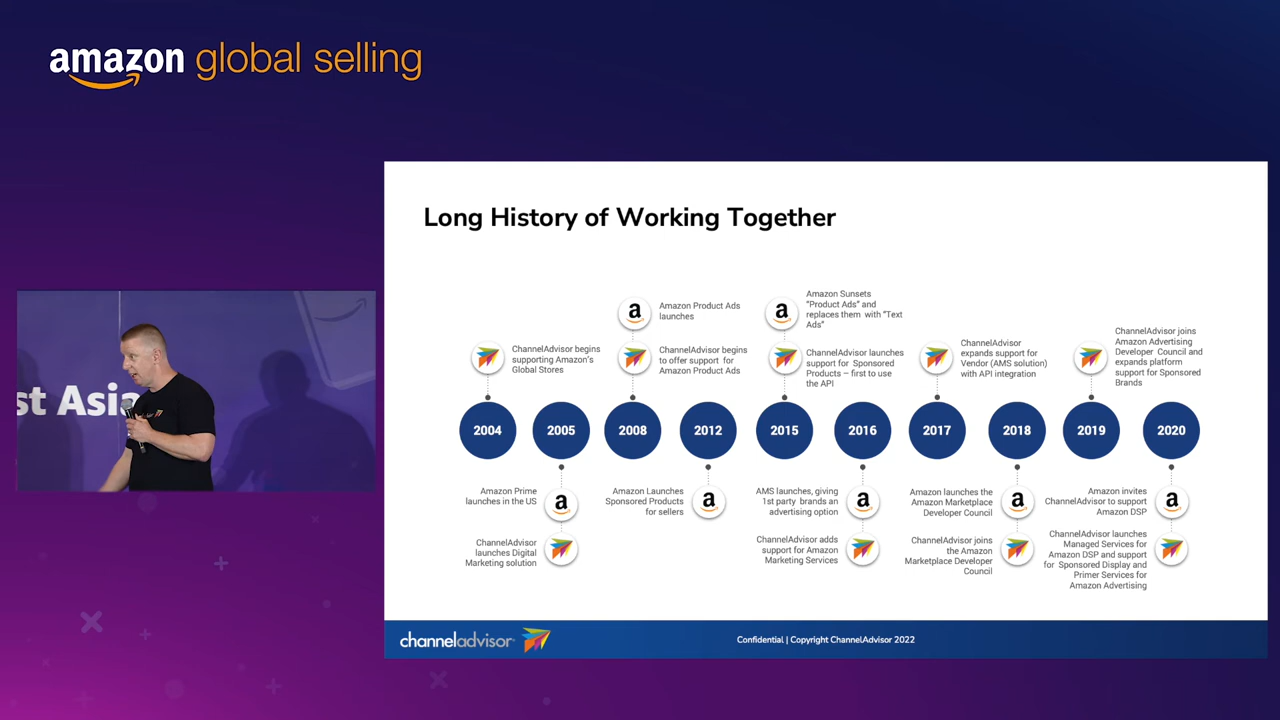 amazon global selling
st Asia
Long History of Working Together
ChannelAdvisor begins
supporting Amazon's
Global Stores
Amazon Product Ads
launches
ChannelAdvisor begins
to offer support for
Amazon Product Ads
Amazon Sunsets
"Product Ads" and
replaces them with "Text
Ads"
ChannelAdvisor launches
support for Sponsored
Products – first to use
the API
ChannelAdvisor
expands support for
Vendor (AMS solution)
with API integration
ChannelAdvisor joins
Amazon Advertising
Developer Council and
expands platform
support for Sponsored
Brands
2004
2005
2008
2012
2015
2016
2017
2018
2019
2020
Amazon Prime
launches in the US
ChannelAdvisor
launches Digital
Marketing solution
Amazon Launches
Sponsored Products
for sellers
AMS launches, giving
1st party brands an
advertising option
ChannelAdvisor adds
support for Amazon
Marketing Services
Amazon launches the
Amazon Marketplace
Developer Council
ChannelAdvisor joins
the Amazon
Marketplace Developer
Council
Amazon invites
ChannelAdvisor to support
Amazon DSP
ChannelAdvisor launches
Managed Services for
Amazon DSP and support
for Sponsored Display and
Primer Services for
Amazon Advertising
channeladvisor
Confidential | Copyright ChannelAdvisor 2022